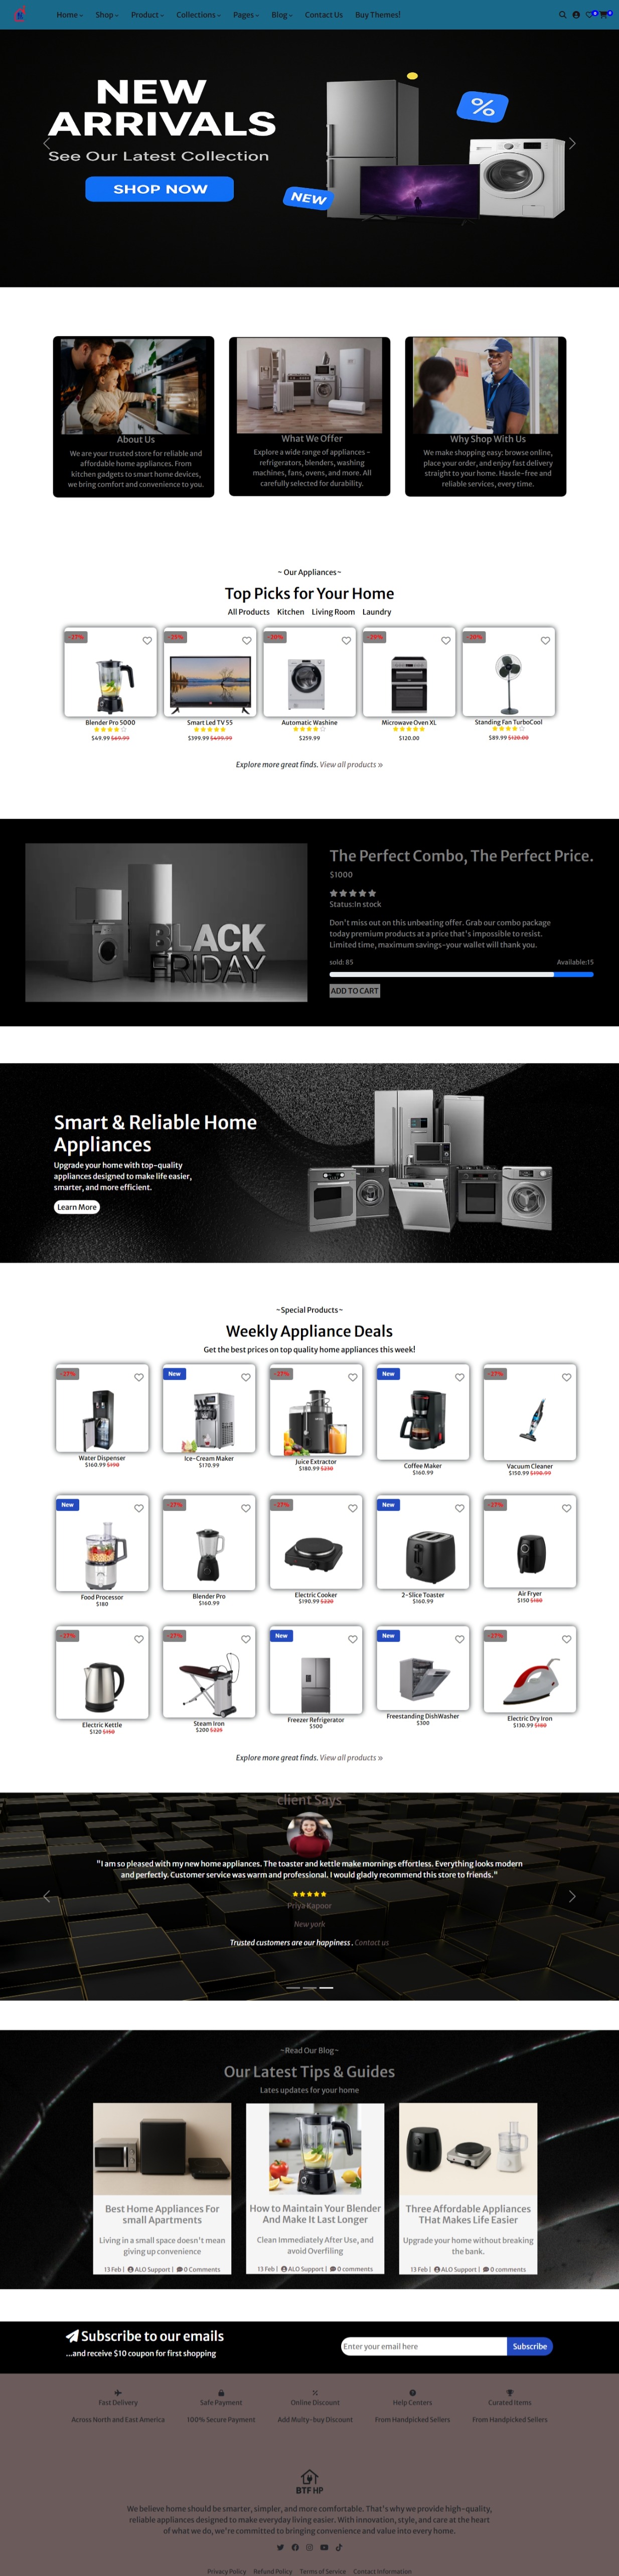 Home Shop Product Collections Pages Blog Contact Us Buy Themes! 0 0
NEW
ARRIVALS
See Our Latest Collection
SHOP NOW
NEW
%
About Us
We are your trusted store for reliable and
affordable home appliances. From
kitchen gadgets to smart home devices,
we bring comfort and convenience to you.
What We Offer
Explore a wide range of appliances -
refrigerators, blenders, washing
machines, fans, ovens, and more. All
carefully selected for durability.
Why Shop With Us
We make shopping easy: browse online,
place your order, and enjoy fast delivery
straight to your home. Hassle-free and
reliable services, every time.
~ Our Appliances~
Top Picks for Your Home
All Products Kitchen Living Room Laundry
-27% -25% -20% -20% -20%
Blender Pro 5000 Smart Led TV 55 Automatic Washine Microwave Oven XL Standing Fan TurboCool
$49.99 $69.99 $399.99 $499.99 $259.99 $120.00 $89.99 $120.00
Explore more great finds. View all products »
BLACK
FRIDAY
The Perfect Combo, The Perfect Price.
$1000
Status:In stock
Don't miss out on this unbeating offer. Grab our combo package
today premium products at a price that's impossible to resist.
Limited time, maximum savings-your wallet will thank you.
sold: 85 Available:15
ADD TO CART
Smart & Reliable Home
Appliances
Upgrade your home with top-quality
appliances designed to make life easier,
smarter, and more efficient.
Learn More
~Special Products~
Weekly Appliance Deals
Get the best prices on top quality home appliances this week!
-27% New -27% New -27%
Water Dispenser Ice-Cream Maker Juice Extractor Coffee Maker Vacuum Cleaner
$160.99 $190 $170.99 $180.99 $250 $160.99 $150.99 $190.99
New -27% -27% New -27%
Food Processor Blender Pro Electric Cooker 2-Slice Toaster Air Fryer
$180 $160.99 $190.99 $220 $160.99 $150 $180
-27% -27% New New -27%
Electric Kettle Steam Iron Freezer Refrigerator Freestanding DishWasher Electric Dry Iron
$120 $150 $200 $225 $500 $300 $130.99 $180
Explore more great finds. View all products »
client Says
"I am so pleased with my new home appliances. The toaster and kettle make mornings effortless. Everything looks modern
and perfectly. Customer service was warm and professional. I would gladly recommend this store to friends."
Priya Kapoor
New york
Trusted customers are our happiness . Contact us
~Read Our Blog~
Our Latest Tips & Guides
Lates updates for your home
Best Home Appliances For
small Apartments
Living in a small space doesn't mean
giving up convenience
13 Feb | ALO Support | 0 Comments
How to Maintain Your Blender
And Make It Last Longer
Clean Immediately After Use, and
avoid Overfiling
13 Feb | ALO Support | 0 comments
Three Affordable Appliances
THat Makes Life Easier
Upgrade your home without breaking
the bank.
13 Feb | ALO Support | 0 comments
Subscribe to our emails
...and receive $10 coupon for first shopping
Enter your email here Subscribe
Fast Delivery Safe Payment Online Discount Help Centers Curated Items
Across North and East America 100% Secure Payment Add Multy-buy Discount From Handpicked Sellers From Handpicked Sellers
BTF HP
We believe home should be smarter, simpler, and more comfortable. That's why we provide high-quality,
reliable appliances designed to make everyday living easier. With innovation, style, and care at the heart
of what we do, we're committed to bringing convenience and value into every home.
Privacy Policy Refund Policy Terms of Service Contact Information